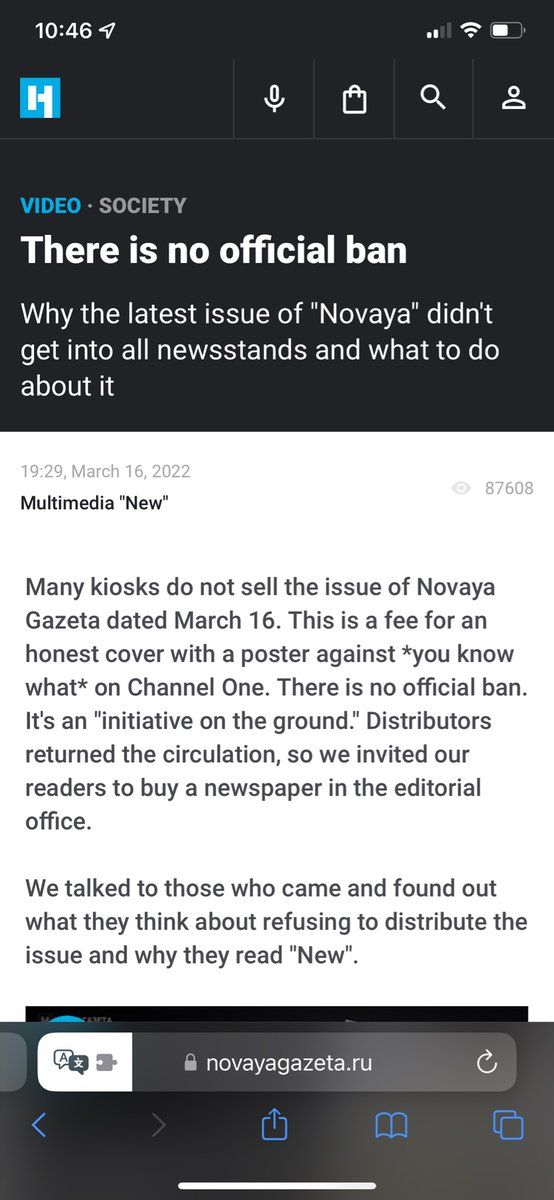 10:46
VIDEO · SOCIETY
There is no official ban
Why the latest issue of "Novaya" didn't
get into all newsstands and what to do
about it
19:29, March 16, 2022
87608
Multimedia "New"
Many kiosks do not sell the issue of Novaya
Gazeta dated March 16. This is a fee for an
honest cover with a poster against *you know
what* on Channel One. There is no official ban.
It's an "initiative on the ground." Distributors
returned the circulation, so we invited our
readers to buy a newspaper in the editorial
office.
We talked to those who came and found out
what they think about refusing to distribute the
issue and why they read "New".
novayagazeta.ru